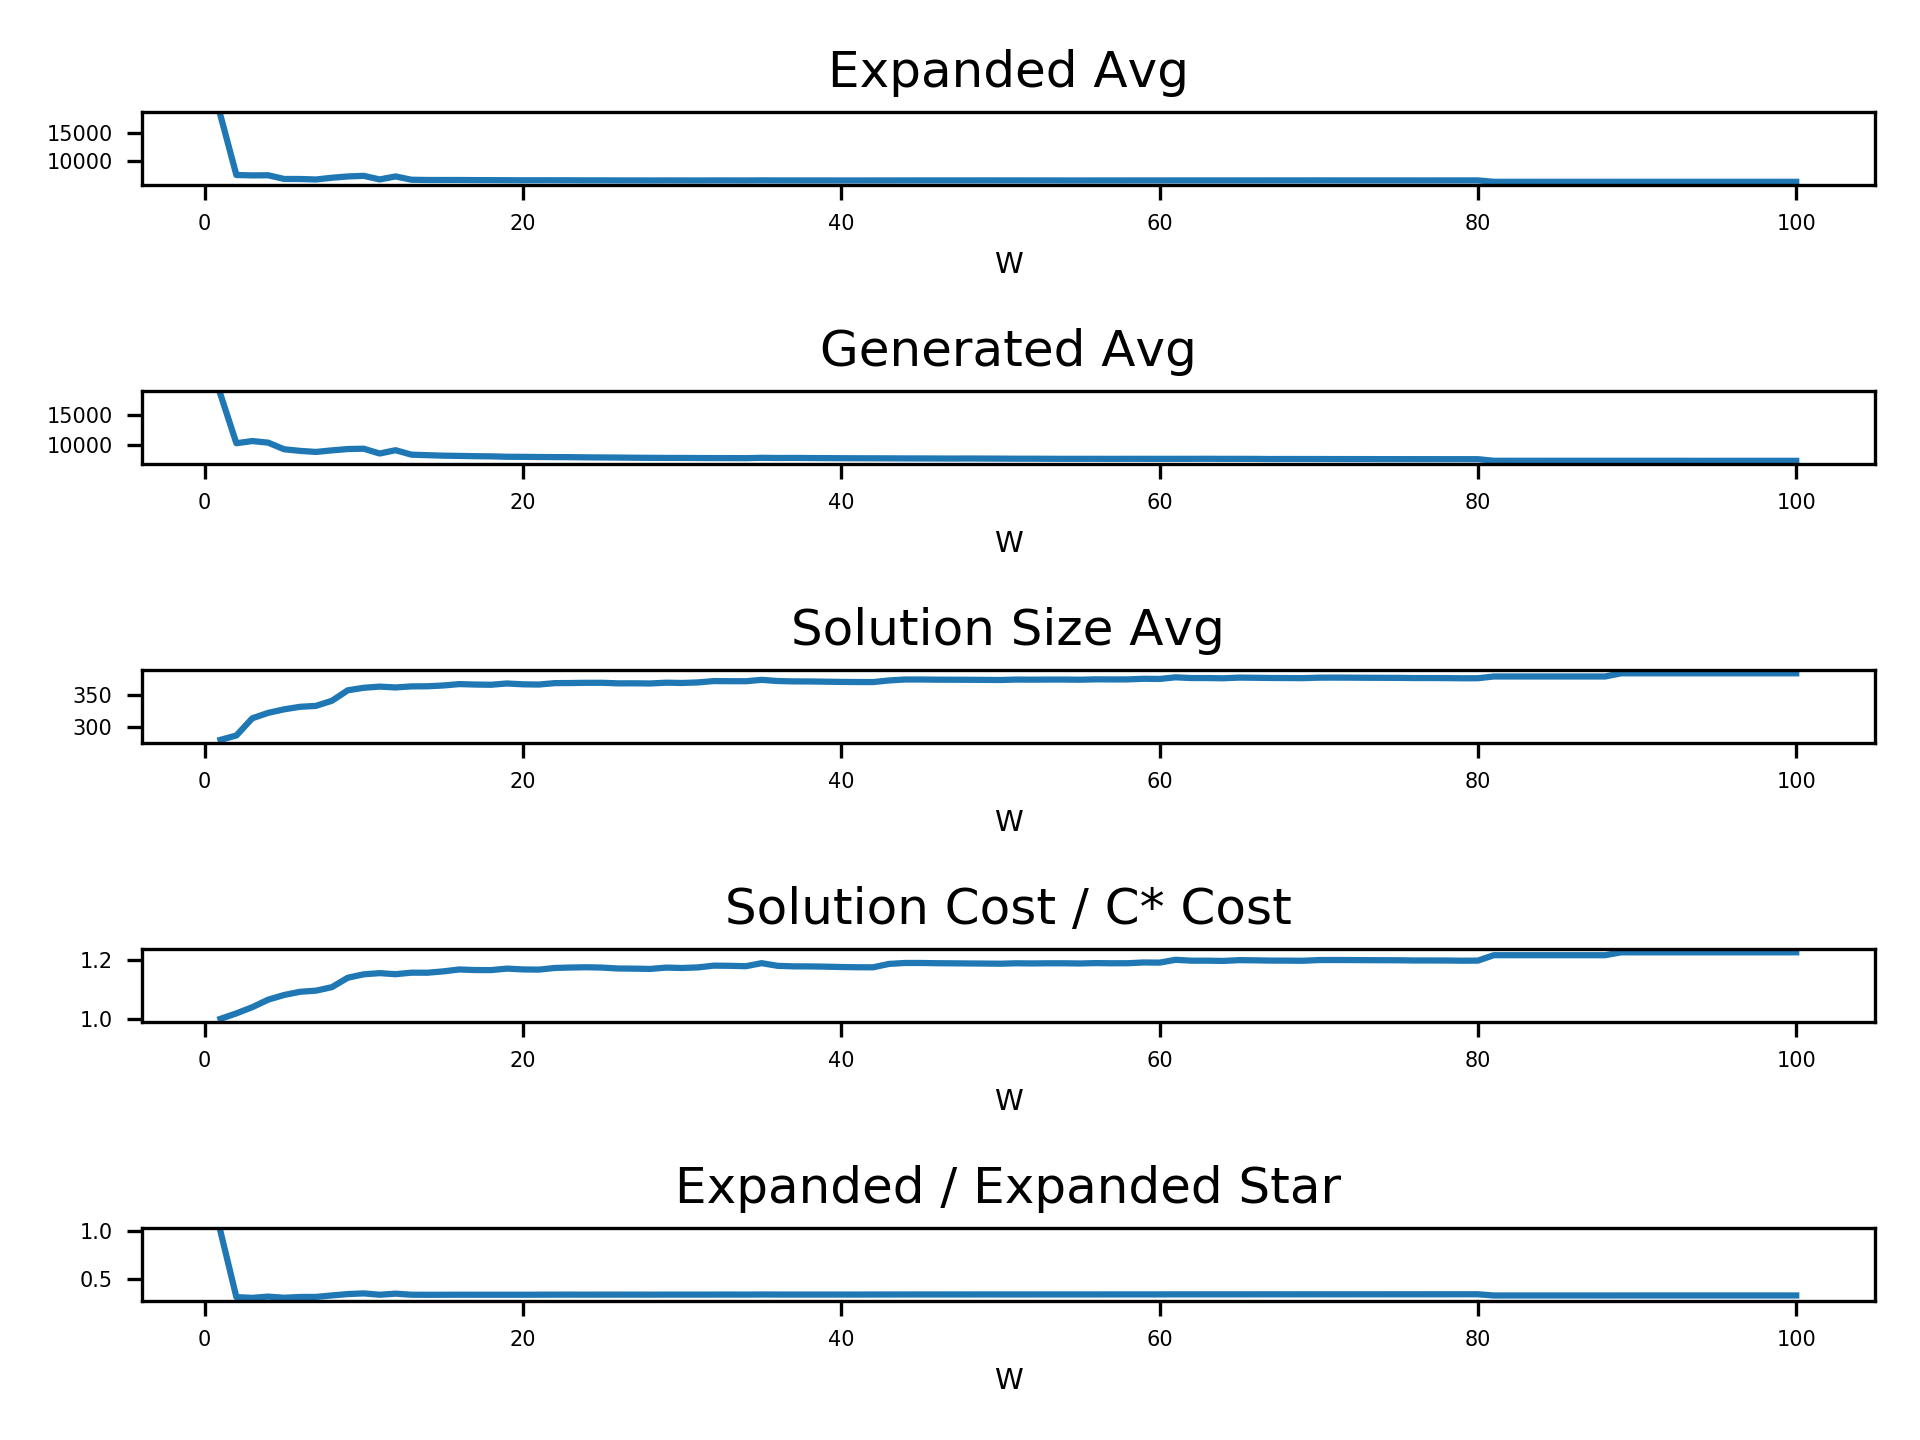 Expanded Avg
15000
10000
0 20 40 60 80 100
W
Generated Avg
15000
10000
0 20 40 60 80 100
W
Solution Size Avg
350
300
0 20 40 60 80 100
W
Solution Cost / C* Cost
1.2
1.0
0 20 40 60 80 100
W
Expanded / Expanded Star
1.0
0.5
0 20 40 60 80 100
W